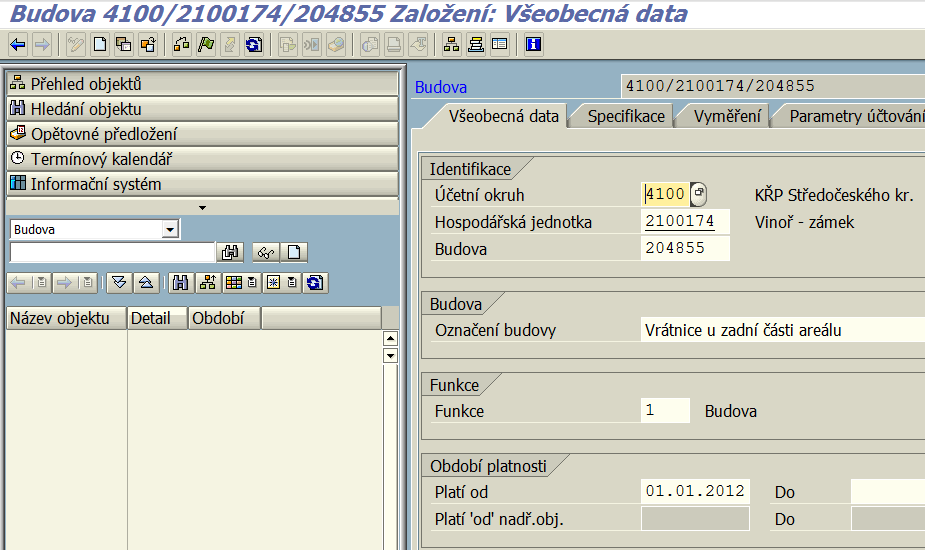 Budova 4100/2100174/204855 Založení: Všeobecná data
Přehled objektů
Hledání objektu
Opětovné předložení
Termínový kalendář
Informační systém
Budova
Název objektu Detail Období
Budova 4100/2100174/204855
Všeobecná data Specifikace Vyměření Parametry účtování
Identifikace
Účetní okruh 4100 KŘP Středočeského kr.
Hospodářská jednotka 2100174 Vinoř - zámek
Budova 204855
Budova
Označení budovy Vrátnice u zadní části areálu
Funkce
Funkce 1 Budova
Období platnosti
Platí od 01.01.2012 Do
Platí 'od' nadř.obj. Do